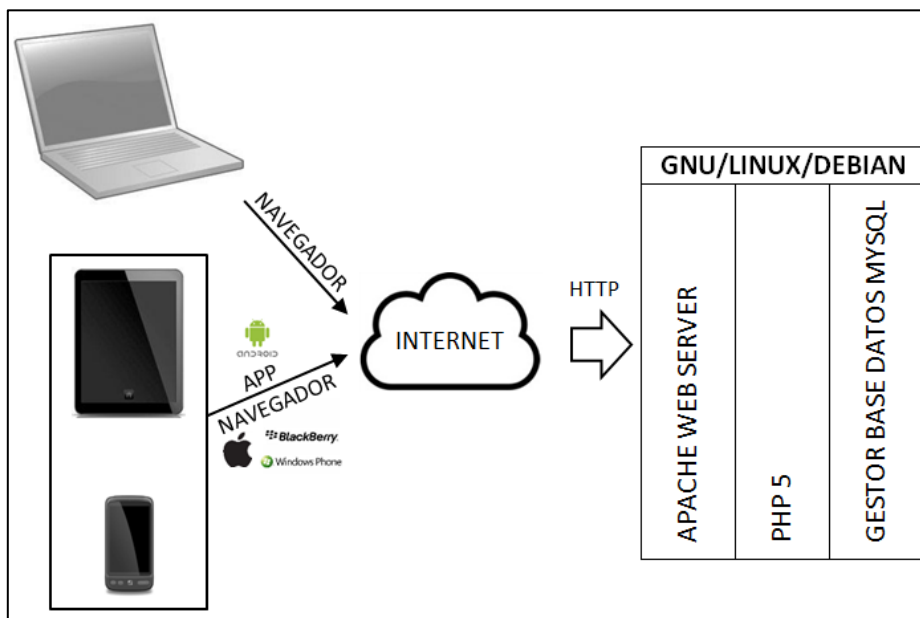 NAVEGADOR
ANDROID
APP
NAVEGADOR
BlackBerry.
Windows Phone
INTERNET
HTTP
GNU/LINUX/DEBIAN
APACHE WEB SERVER
PHP 5
GESTOR BASE DATOS MYSQL